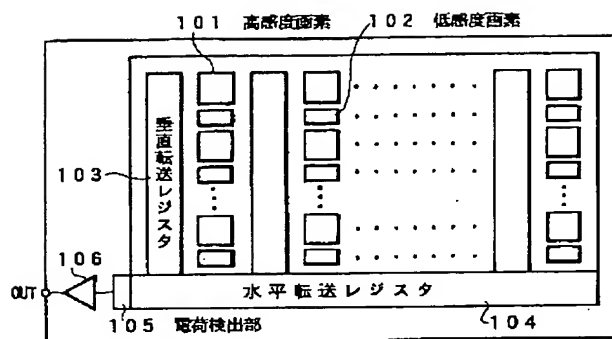 101 高感度画素
102 低感度画素
103
垂直転送レジスタ
106
OUT
水平転送レジスタ
105 電荷検出部
104